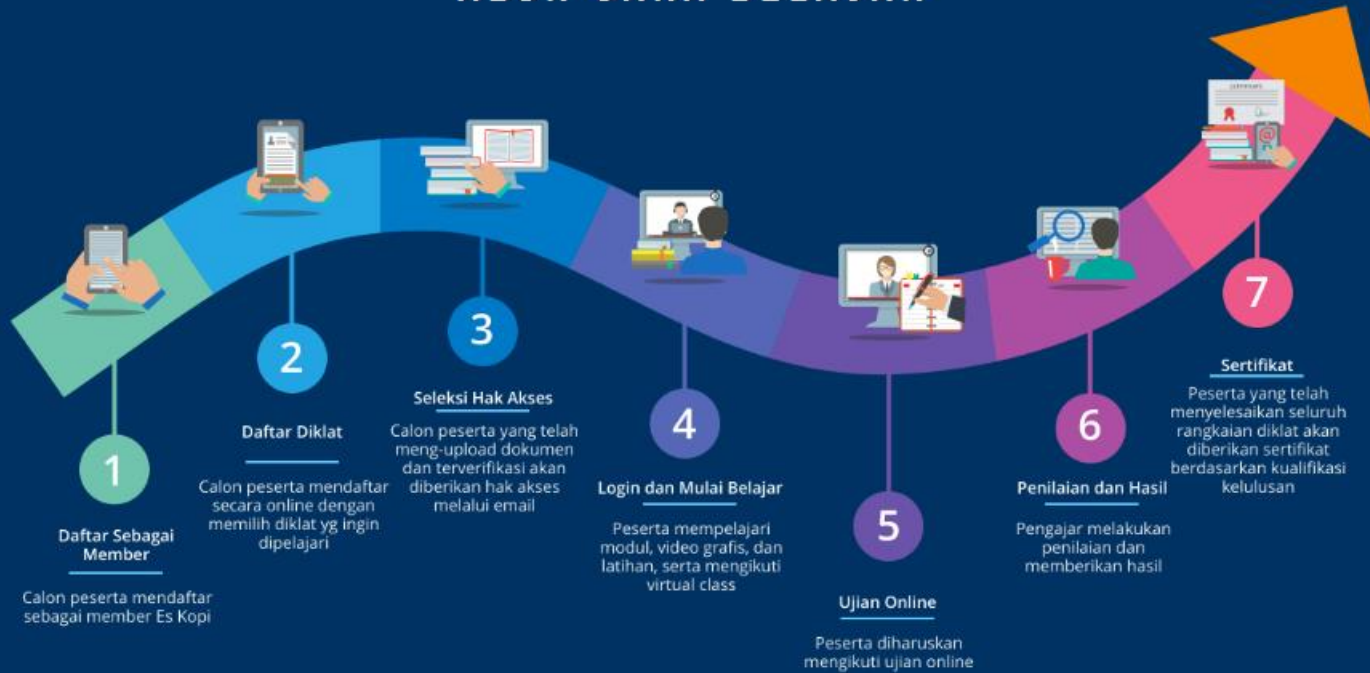 1
Daftar Sebagai
Member
Calon peserta mendaftar
sebagai member Es Kopi
2
Daftar Diklat
Calon peserta mendaftar
secara online dengan
memilih diklat yg ingin
dipelajari
3
Seleksi Hak Akses
Calon peserta yang telah
meng-upload dokumen
dan terverifikasi akan
diberikan hak akses
melalui email
4
Login dan Mulai Belajar
Peserta mempelajari
modul, video grafis, dan
latihan, serta mengikuti
virtual class
5
Ujian Online
Peserta diharuskan
mengikuti ujian online
6
Penilaian dan Hasil
Pengajar melakukan
penilaian dan
memberikan hasil
7
Sertifikat
Peserta yang telah
menyelesaikan seluruh
rangkaian diklat akan
diberikan sertifikat
berdasarkan kualifikasi
kelulusan